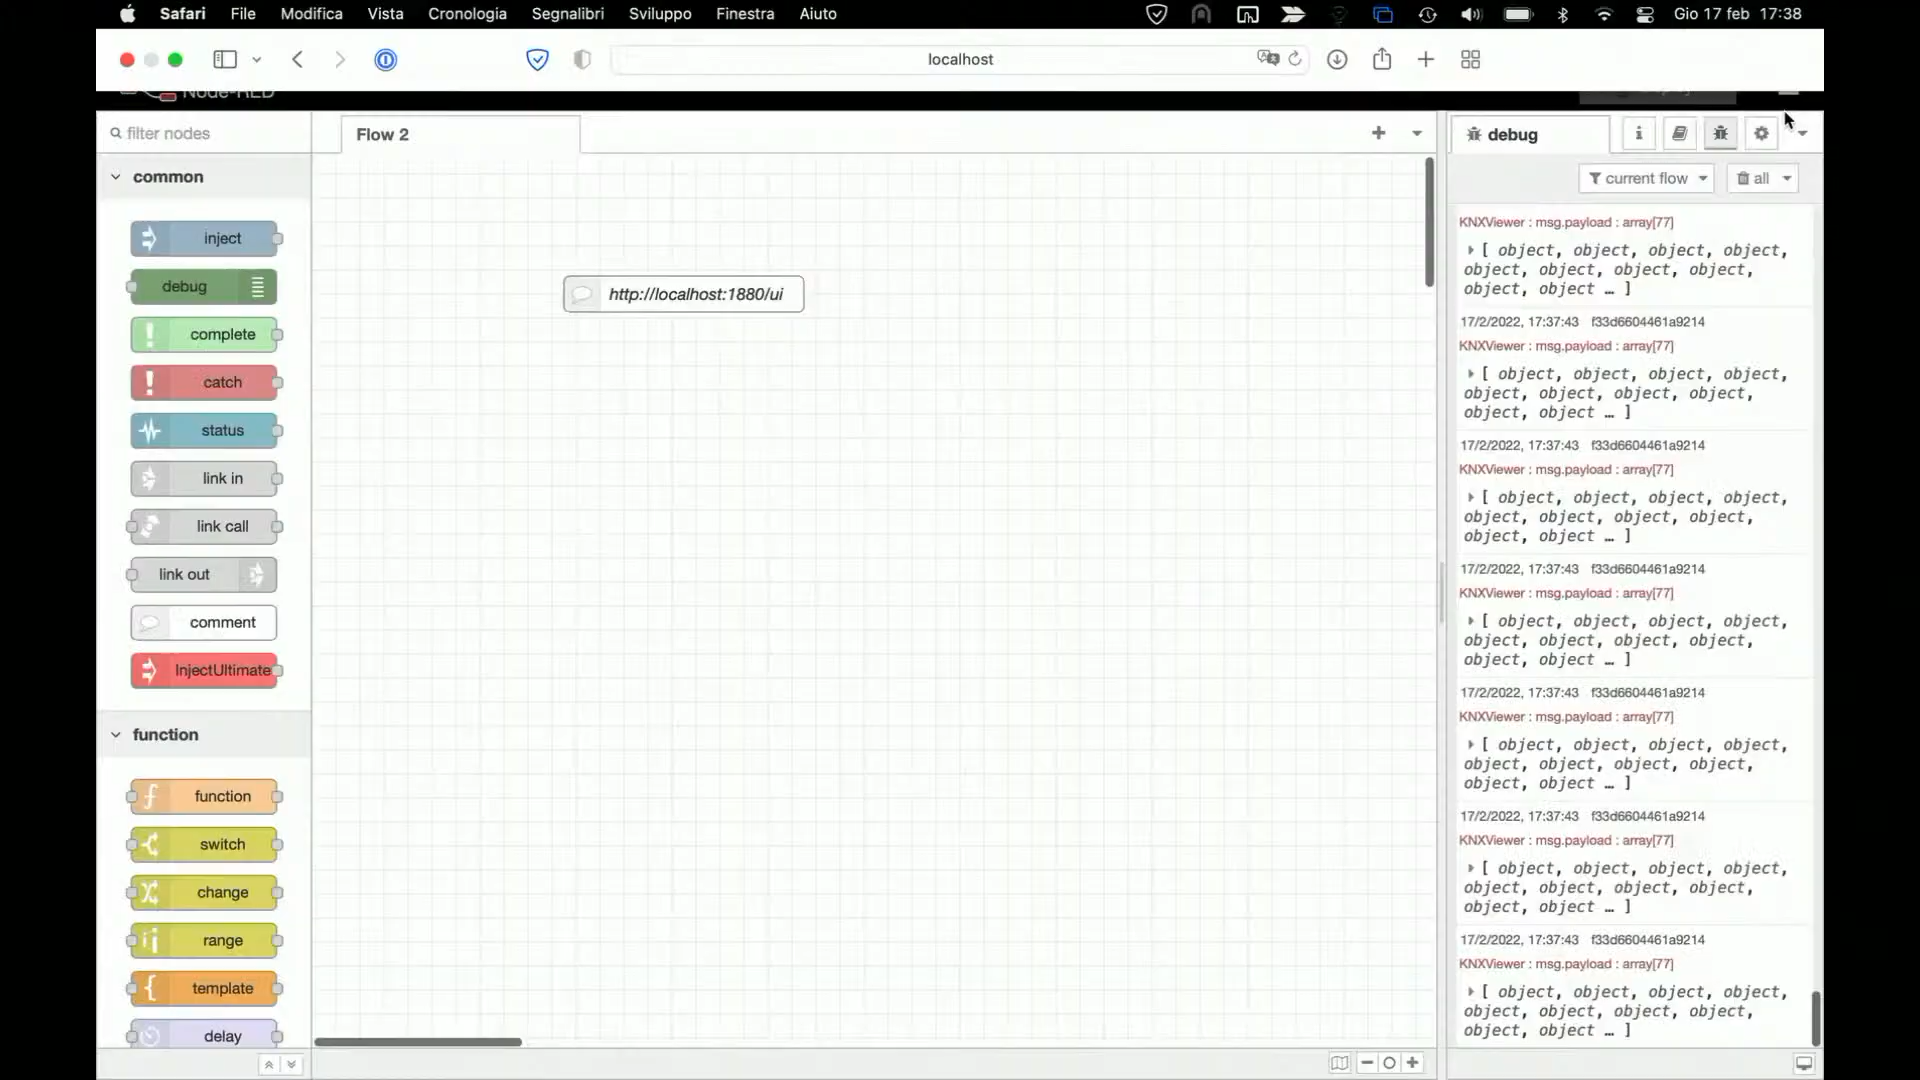 Safari File Modifica Vista Cronologia Segnalibri Sviluppo Finestra Aiuto Gio 17 feb 17:38
localhost
Node-RED
filter nodes
Flow 2
debug
current flow
all
common
inject
debug
complete
catch
status
link in
link call
link out
comment
InjectUltimate
function
function
switch
change
range
template
delay
http://localhost:1880/ui
KNXViewer : msg.payload : array[77]
[ object, object, object, object,
object, object, object, object,
object, object … ]
17/2/2022, 17:37:43 f33d6604461a9214
KNXViewer : msg.payload : array[77]
[ object, object, object, object,
object, object, object, object,
object, object … ]
17/2/2022, 17:37:43 f33d6604461a9214
KNXViewer : msg.payload : array[77]
[ object, object, object, object,
object, object, object, object,
object, object … ]
17/2/2022, 17:37:43 f33d6604461a9214
KNXViewer : msg.payload : array[77]
[ object, object, object, object,
object, object, object, object,
object, object … ]
17/2/2022, 17:37:43 f33d6604461a9214
KNXViewer : msg.payload : array[77]
[ object, object, object, object,
object, object, object, object,
object, object … ]
17/2/2022, 17:37:43 f33d6604461a9214
KNXViewer : msg.payload : array[77]
[ object, object, object, object,
object, object, object, object,
object, object … ]
17/2/2022, 17:37:43 f33d6604461a9214
KNXViewer : msg.payload : array[77]
[ object, object, object, object,
object, object, object, object,
object, object … ]